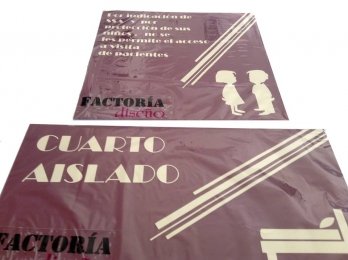 Por indicación de
SSA y por
protección de sus
niños, no se
les permite el acceso
a visita
de pacientes
FACTORÍA
diseño
CUARTO
AISLADO
FACTORÍA
diseño